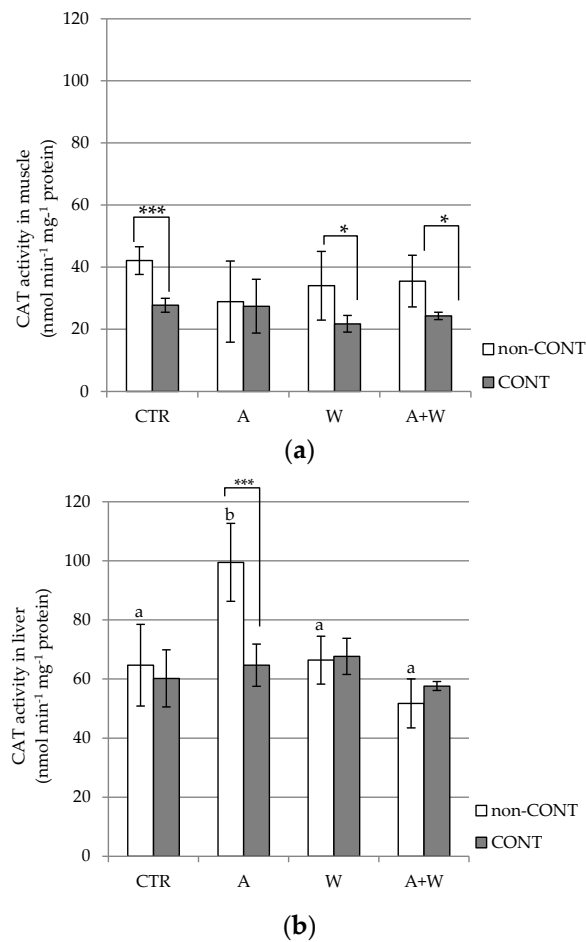 120
100
80
60
40
20
0
CAT activity in muscle
(nmol min-1 mg-1 protein)
***
*
*
non-CONT
CONT
CTR A W A+W
(a)
120
100
80
60
40
20
0
CAT activity in liver
(nmol min-1 mg-1 protein)
***
a b a a
non-CONT
CONT
CTR A W A+W
(b)